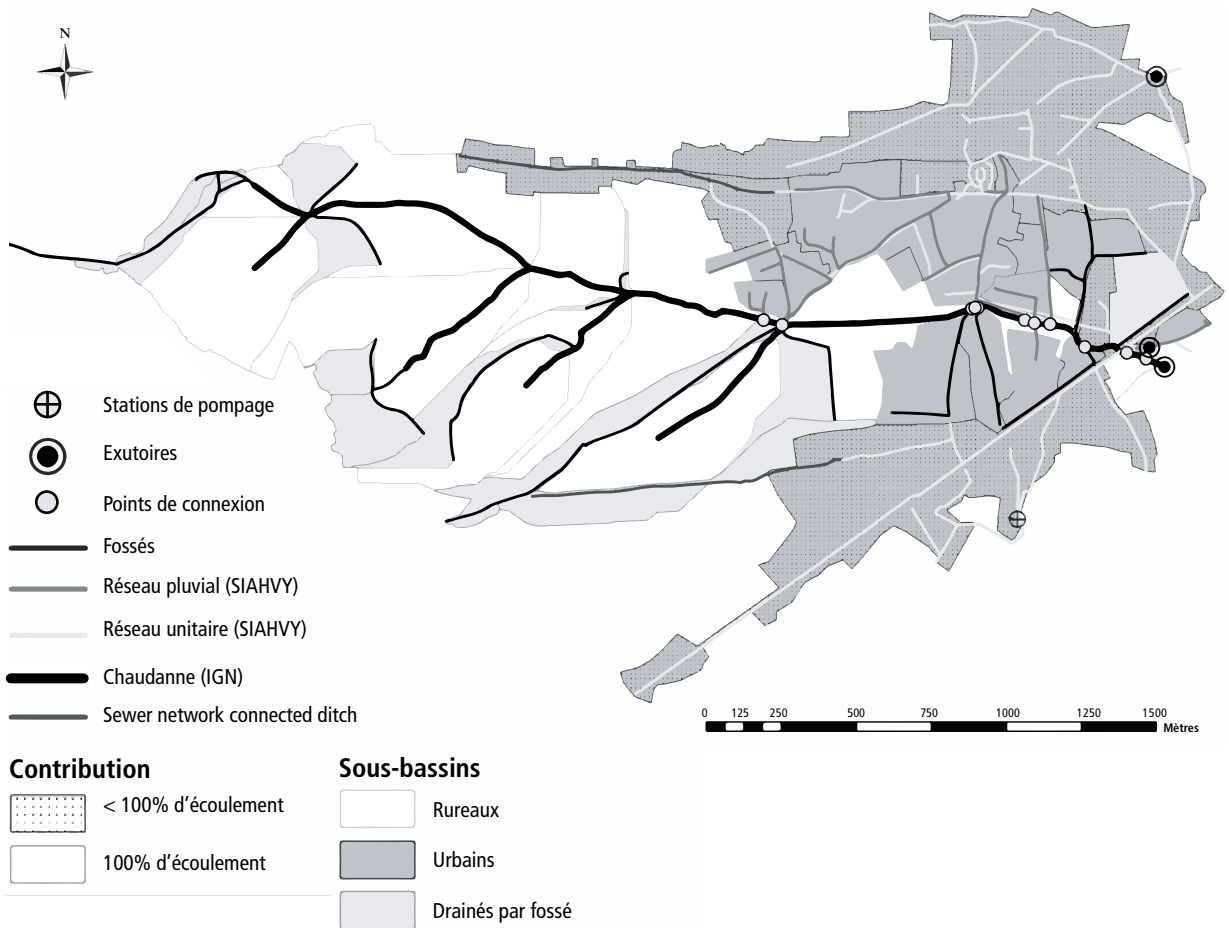 N
Stations de pompage
Exutoires
Points de connexion
Fossés
Réseau pluvial (SIAHVY)
Réseau unitaire (SIAHVY)
Chaudanne (IGN)
Sewer network connected ditch
0 125 250 500 750 1000 1250 1500
Mètres
Contribution
< 100% d'écoulement
100% d'écoulement
Sous-bassins
Rureaux
Urbains
Drainés par fossé